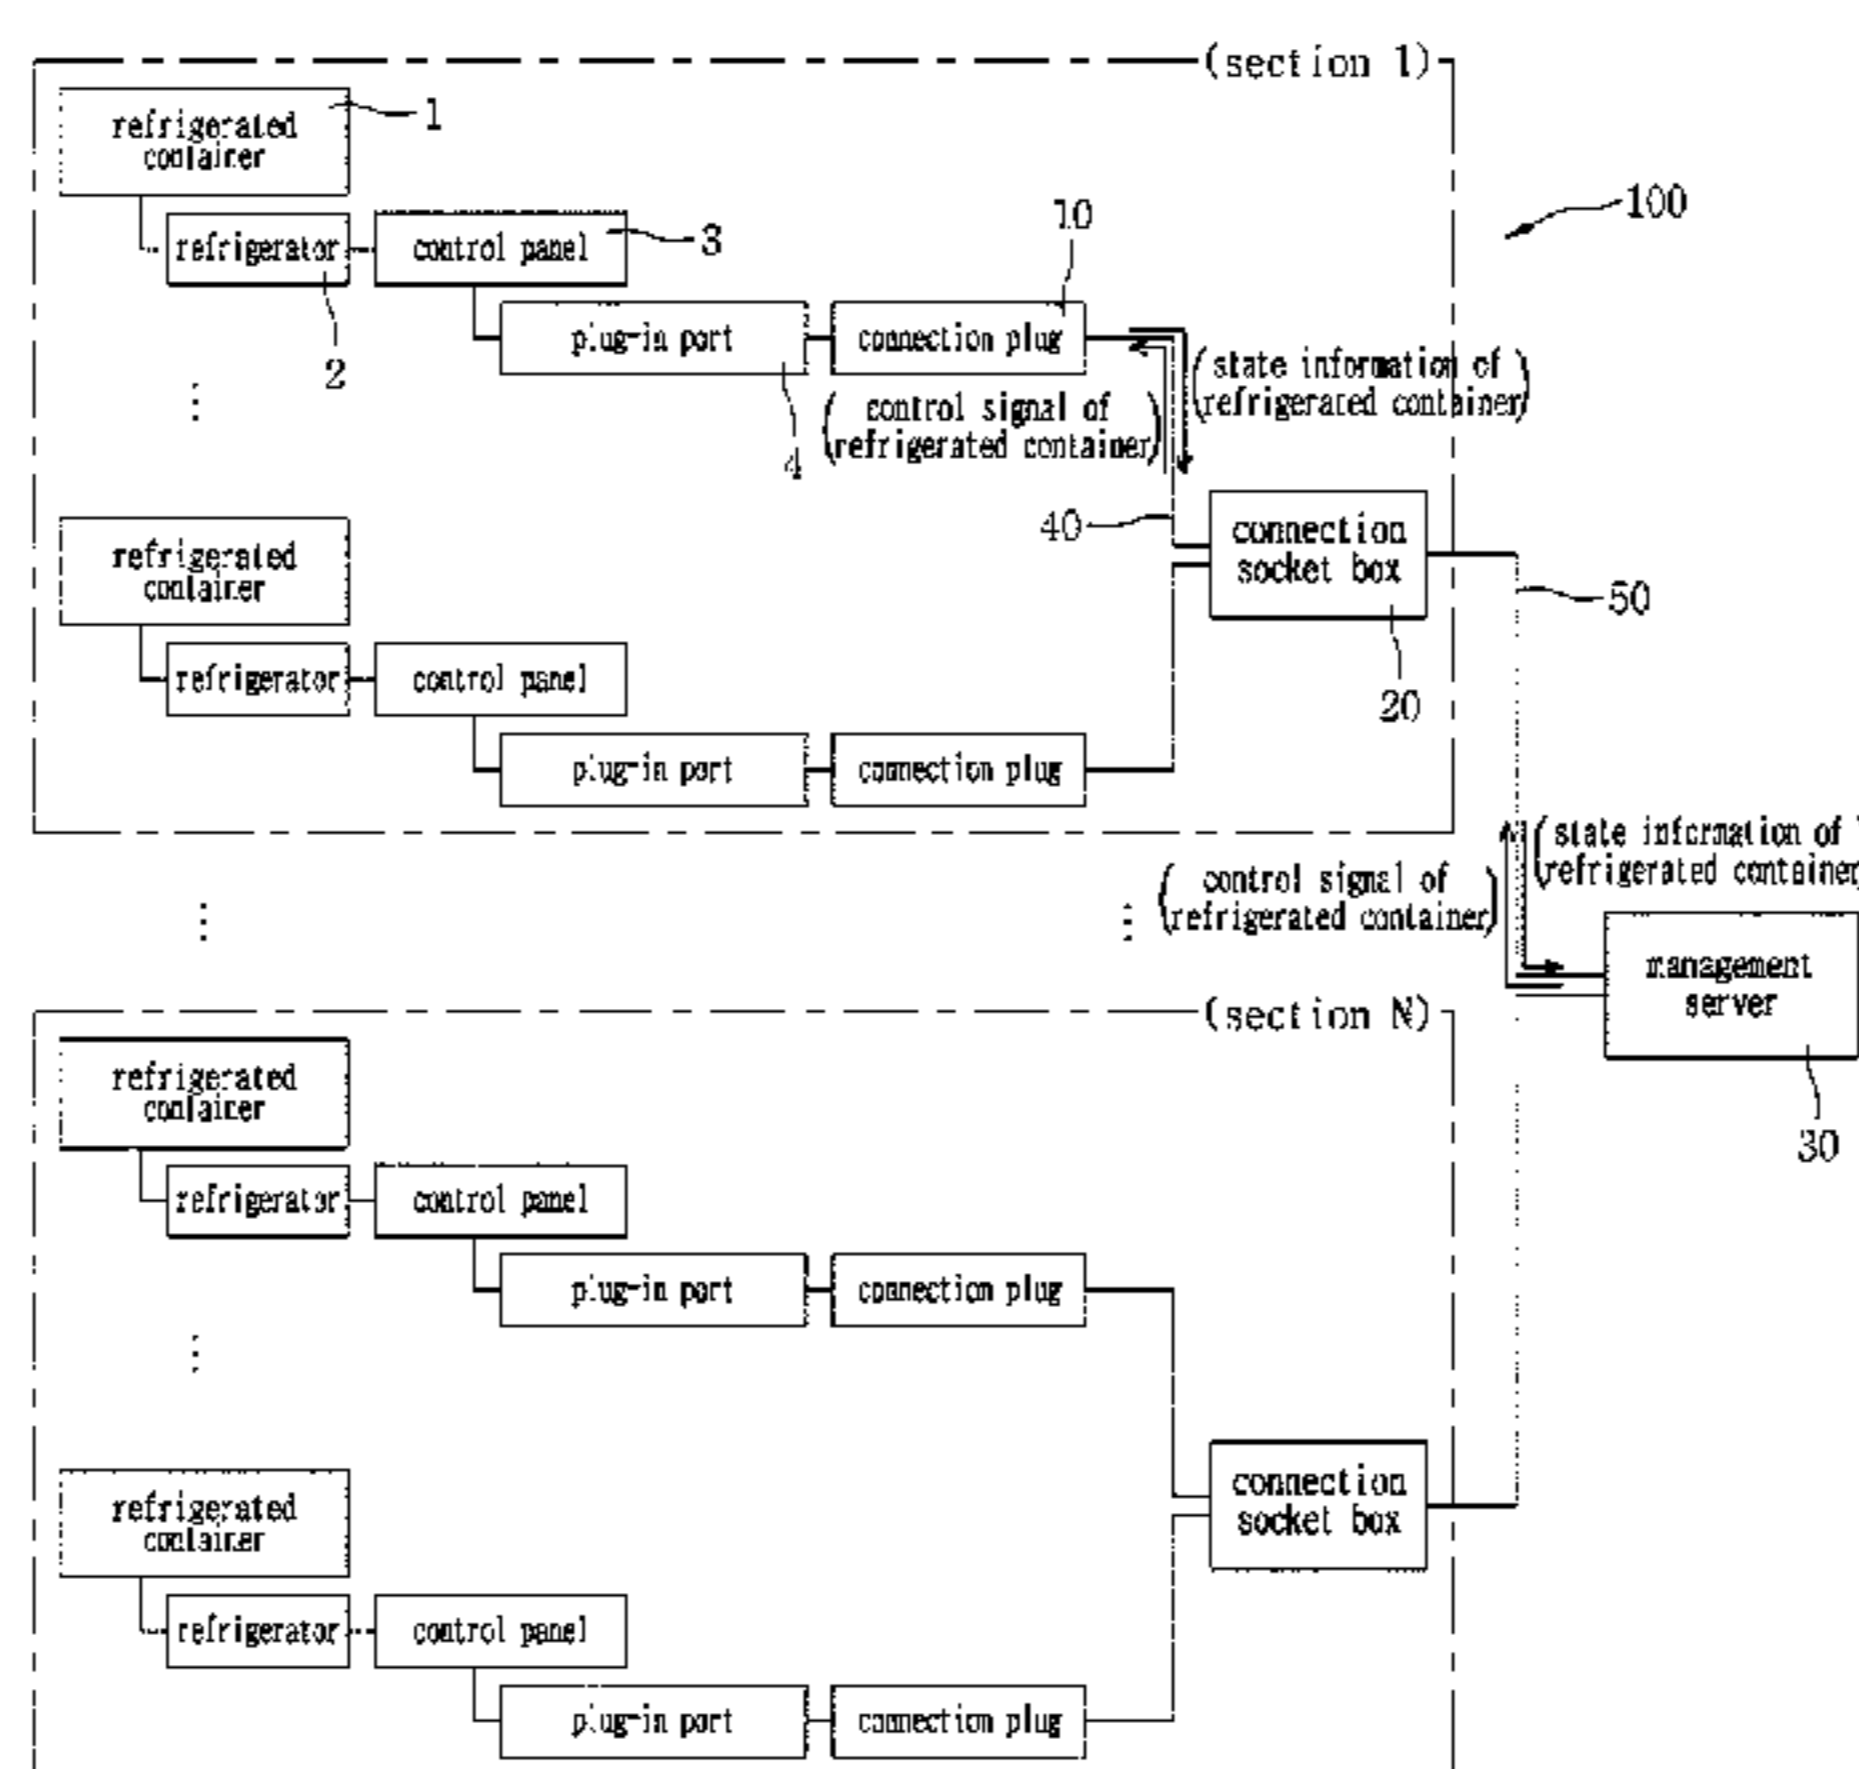 (section 1)
refrigerated
container
1
refrigerator
2
control panel
3
100
10
plug-in port
4
connection plug
(state information of
refrigerated container)
(control signal of
refrigerated container)
⋮
40
connection
socket box
20
50
refrigerated
container
refrigerator
control panel
plug-in port
connection plug
(state information of
refrigerated container)
(control signal of
refrigerated container)
⋮
⋮
management
server
30
(section N)
refrigerated
container
refrigerator
control panel
plug-in port
connection plug
⋮
connection
socket box
refrigerated
container
refrigerator
control panel
plug-in port
connection plug